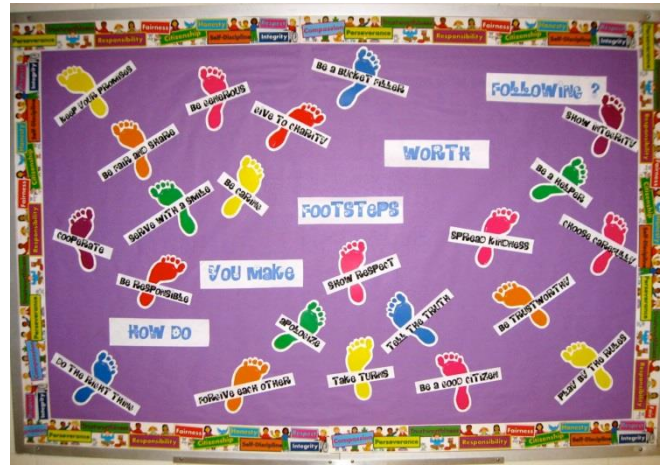 HOW DO
YOU MAKE
FOOTSTEPS
WORTH
FOLLOWING ?
KEEP YOUR PROMISES
BE GENEROUS
BE A BUCKET FILLER
GIVE TO CHARITY
SHOW INTEGRITY
BE FAIR AND SHARE
BE CARING
BE A HELPER
SERVE WITH A SMILE
COOPERATE
SPREAD KINDNESS
CHOOSE CAREFULLY
BE RESPONSIBLE
SHOW RESPECT
APOLOGIZE
TELL THE TRUTH
BE TRUSTWORTHY
DO THE RIGHT THING
FORGIVE EACH OTHER
TAKE TURNS
BE A GOOD CITIZEN
PLAY BY THE RULES
Fairness
Honesty
Respect
Compassion
Perseverance
Responsibility
Citizenship
Self-Discipline
Integrity